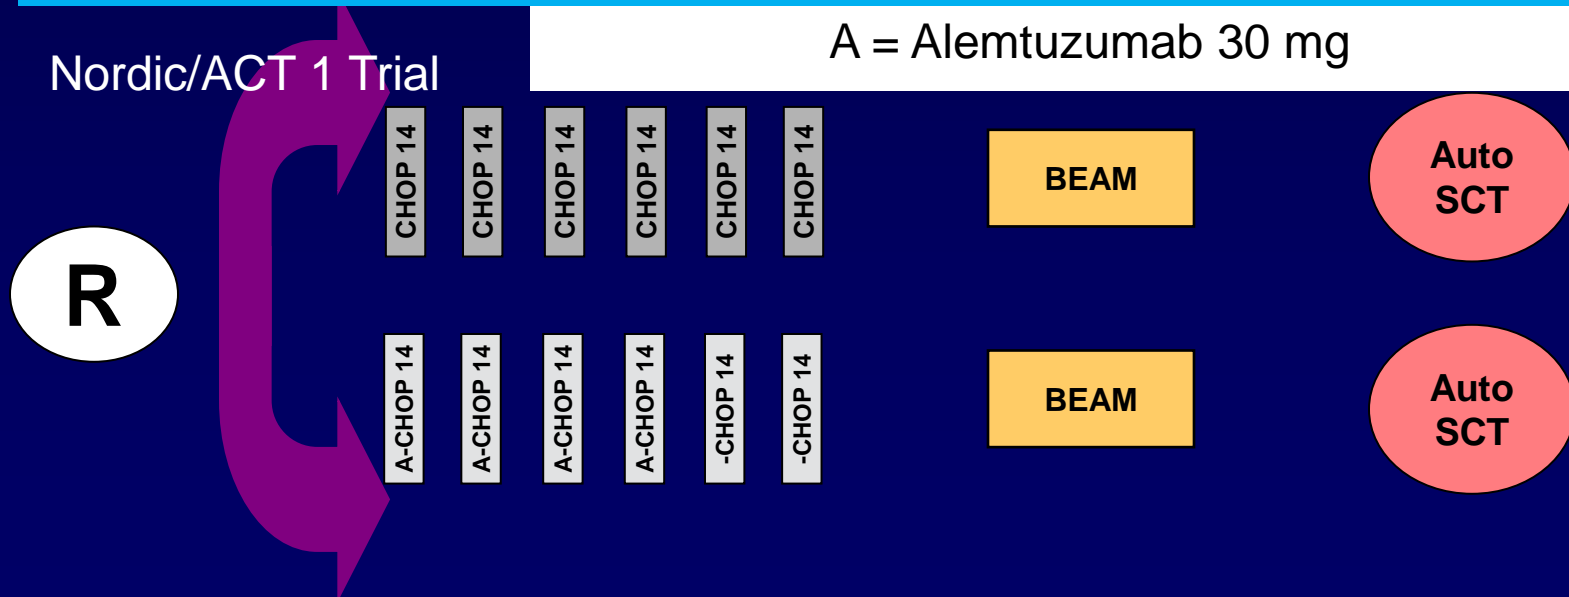 Nordic/ACT 1 Trial
A = Alemtuzumab 30 mg
R
CHOP 14
CHOP 14
CHOP 14
CHOP 14
CHOP 14
CHOP 14
BEAM
Auto
SCT
A-CHOP 14
A-CHOP 14
A-CHOP 14
A-CHOP 14
-CHOP 14
-CHOP 14
BEAM
Auto
SCT